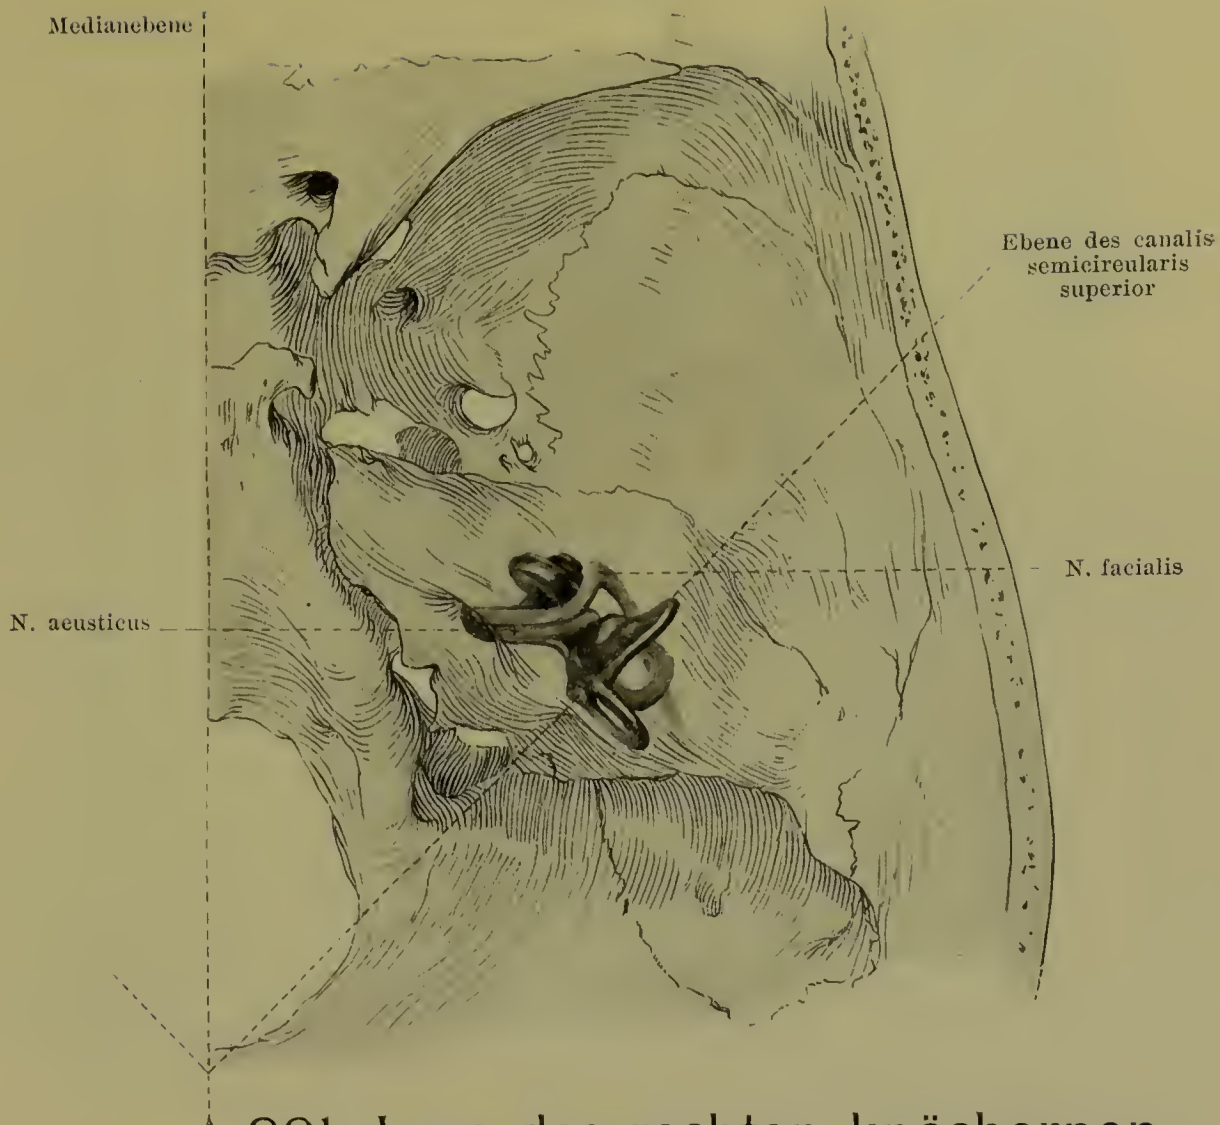 Medianebene
Ebene des canalis
semicircularis
superior
N. facialis
N. acusticus